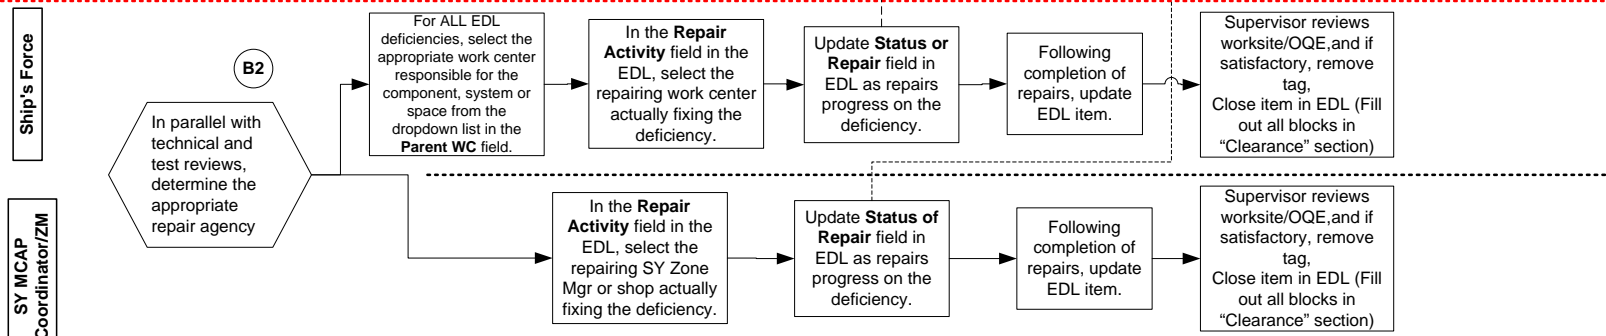 Ship's Force
B2
In parallel with
technical and
test reviews,
determine the
appropriate
repair agency
For ALL EDL
deficiencies, select the
appropriate work center
responsible for the
component, system or
space from the
dropdown list in the
Parent WC field.
In the Repair
Activity field in the
EDL, select the
repairing work center
actually fixing the
deficiency.
Update Status or
Repair field in
EDL as repairs
progress on the
deficiency.
Following
completion of
repairs, update
EDL item.
Supervisor reviews
worksite/OQE,and if
satisfactory, remove
tag,
Close item in EDL (Fill
out all blocks in
“Clearance” section)
SY MCAP
Coordinator/ZM
In the Repair
Activity field in the
EDL, select the
repairing SY Zone
Mgr or shop actually
fixing the deficiency.
Update Status of
Repair field in
EDL as repairs
progress on the
deficiency.
Following
completion of
repairs, update
EDL item.
Supervisor reviews
worksite/OQE,and if
satisfactory, remove
tag,
Close item in EDL (Fill
out all blocks in
“Clearance” section)